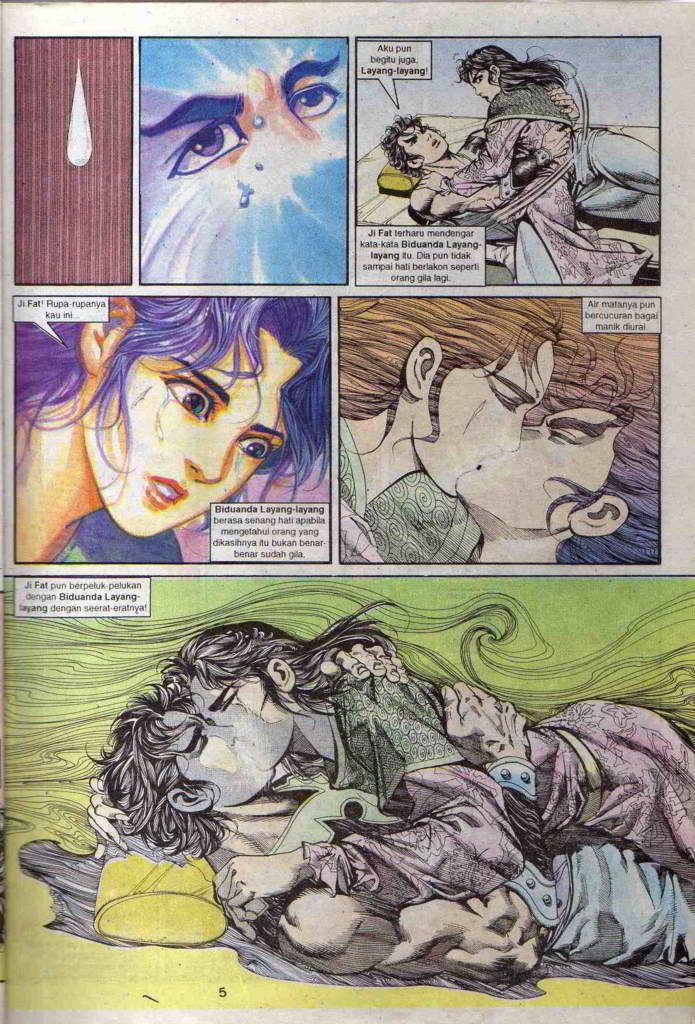 Aku pun
begitu juga,
Layang-layang!
Ji Fat terharu mendengar
kata-kata Biduanda Layang-
layang itu. Dia pun tidak
sampai hati berlakon seperti
orang gila lagi.
Ji Fat! Rupa-rupanya
kau ini...
Biduanda Layang-layang
berasa senang hati apabila
mengetahui orang yang
dikasihnya itu bukan benar-
benar sudah gila.
Air matanya pun
bercucuran bagai
manik diurai.
Ji Fat pun berpeluk-pelukan
dengan Biduanda Layang-
layang dengan seerat-eratnya!
5